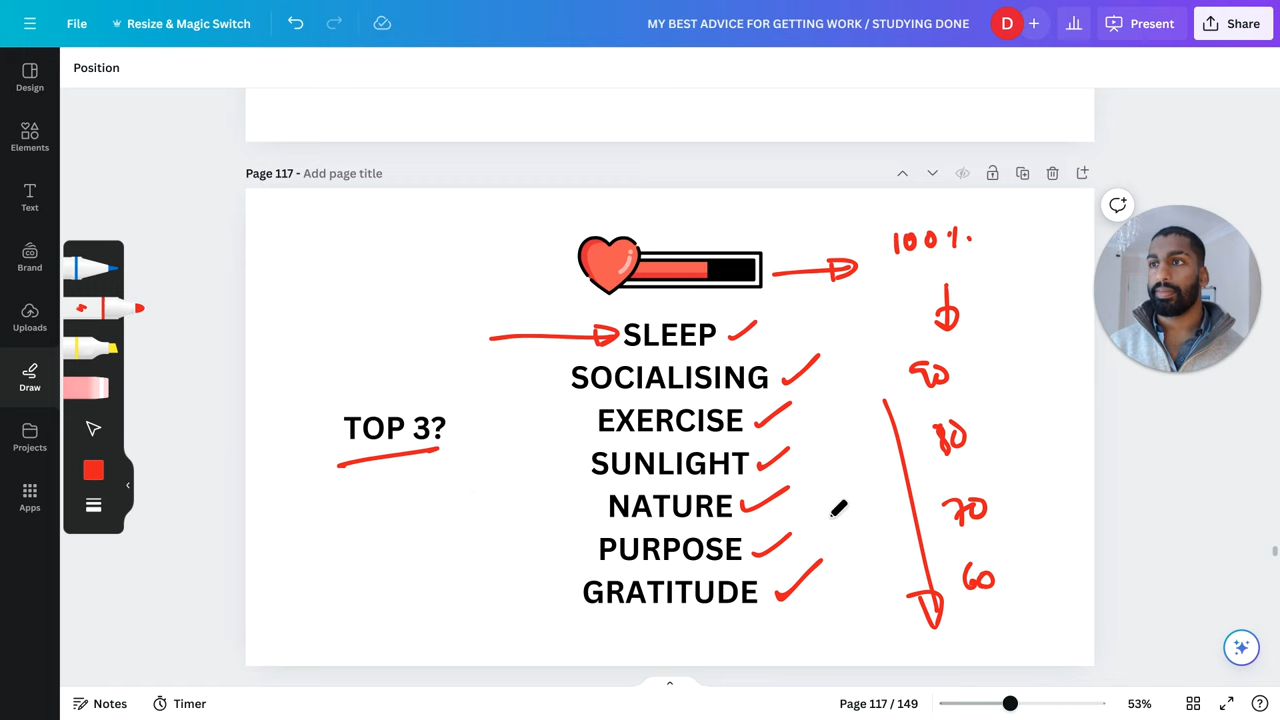 File
Resize & Magic Switch
MY BEST ADVICE FOR GETTING WORK / STUDYING DONE
D
Present
Share
Design
Position
Elements
Text
Brand
Uploads
Draw
Projects
Apps
Page 117 - Add page title
100%
SLEEP
SOCIALISING
90
EXERCISE
TOP 3?
80
SUNLIGHT
NATURE
70
PURPOSE
60
GRATITUDE
Notes
Timer
Page 117 / 149
53%